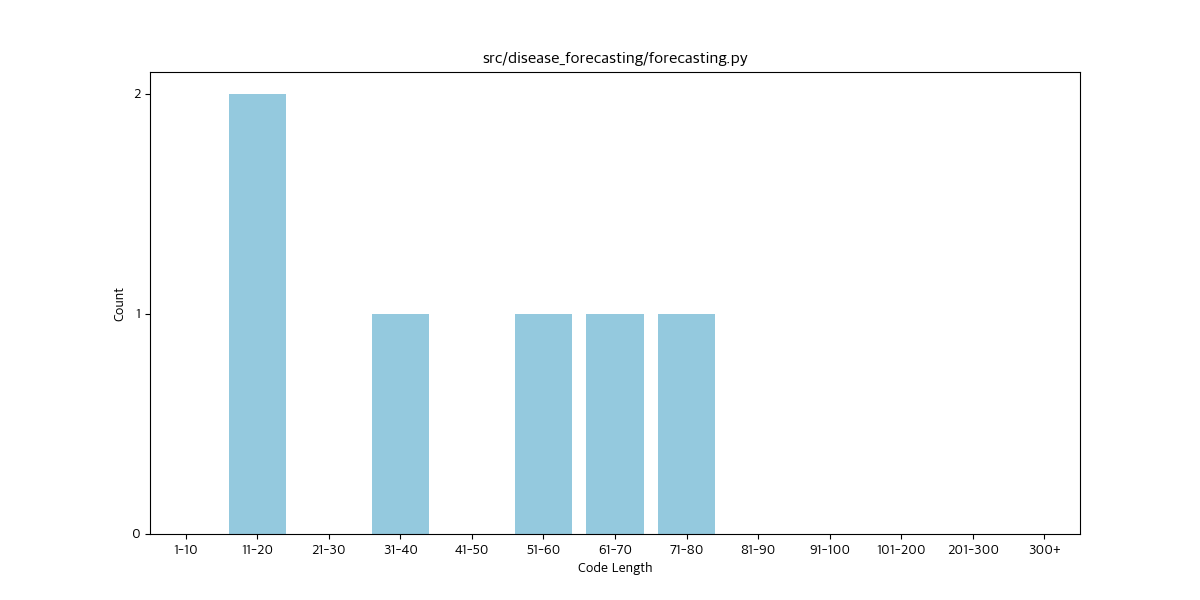 src/disease_forecasting/forecasting.py
2
1
0
Count
1-10 11-20 21-30 31-40 41-50 51-60 61-70 71-80 81-90 91-100 101-200 201-300 300+
Code Length